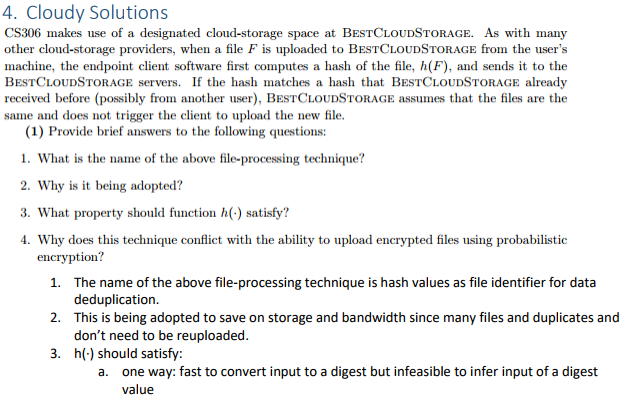 4. Cloudy Solutions
CS306 makes use of a designated cloud-storage space at BESTCLOUDSTORAGE. As with many
other cloud-storage providers, when a file F is uploaded to BESTCLOUDSTORAGE from the user's
machine, the endpoint client software first computes a hash of the file, h(F), and sends it to the
BESTCLOUDSTORAGE servers. If the hash matches a hash that BESTCLOUDSTORAGE already
received before (possibly from another user), BESTCLOUDSTORAGE assumes that the files are the
same and does not trigger the client to upload the new file.
(1) Provide brief answers to the following questions:
1. What is the name of the above file-processing technique?
2. Why is it being adopted?
3. What property should function h(·) satisfy?
4. Why does this technique conflict with the ability to upload encrypted files using probabilistic
encryption?
1. The name of the above file-processing technique is hash values as file identifier for data
deduplication.
2. This is being adopted to save on storage and bandwidth since many files and duplicates and
don't need to be reuploaded.
3. h(·) should satisfy:
a. one way: fast to convert input to a digest but infeasible to infer input of a digest
value